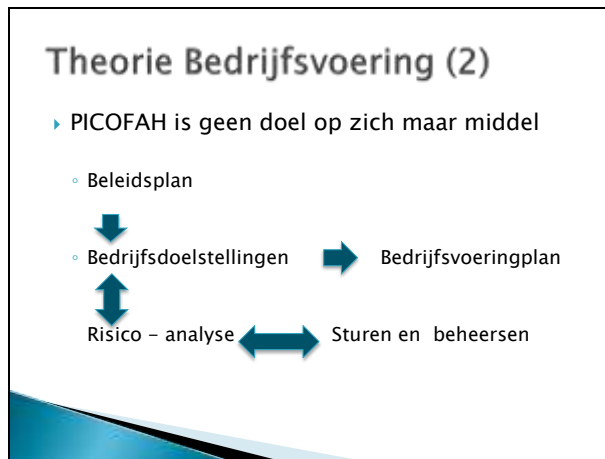 Theorie Bedrijfsvoering (2)
PICOFAH is geen doel op zich maar middel
Beleidsplan
Bedrijfsdoelstellingen Bedrijfsvoeringplan
Risico – analyse Sturen en beheersen